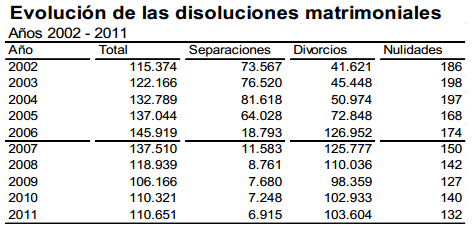 Evolución de las disoluciones matrimoniales
Años 2002 - 2011
Año Total Separaciones Divorcios Nulidades
2002 115.374 73.567 41.621 186
2003 122.166 76.520 45.448 198
2004 132.789 81.618 50.974 197
2005 137.044 64.028 72.848 168
2006 145.919 18.793 126.952 174
2007 137.510 11.583 125.777 150
2008 118.939 8.761 110.036 142
2009 106.166 7.680 98.359 127
2010 110.321 7.248 102.933 140
2011 110.651 6.915 103.604 132